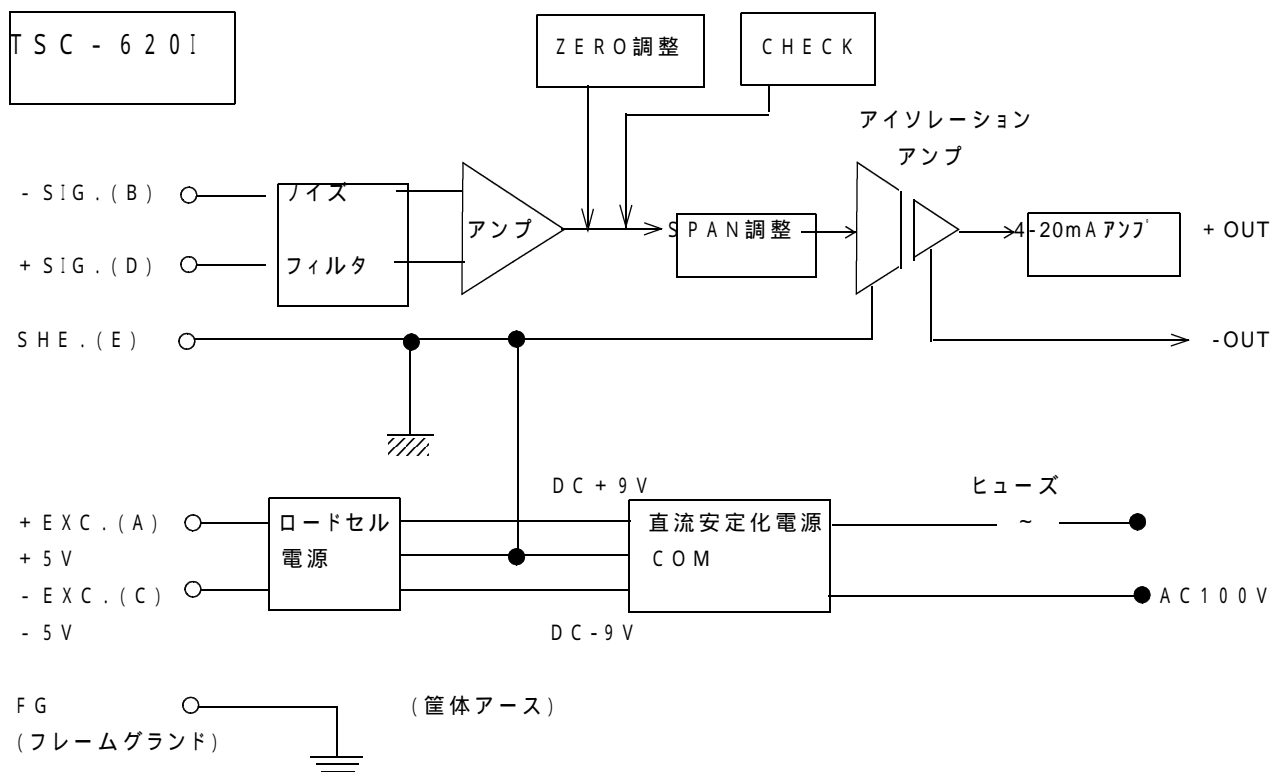 TSC-620I
ZERO調整
CHECK
アイソレーション
アンプ
-SIG.(B)
ノイズ
アンプ
SPAN調整
4-20mAアンプ
+OUT
+SIG.(D)
フィルタ
SHE.(E)
-OUT
DC+9V
ヒューズ
+EXC.(A)
ロードセル
直流安定化電源
~
+5V
電源
COM
-EXC.(C)
AC100V
-5V
DC-9V
FG
(筐体アース)
(フレームグランド)